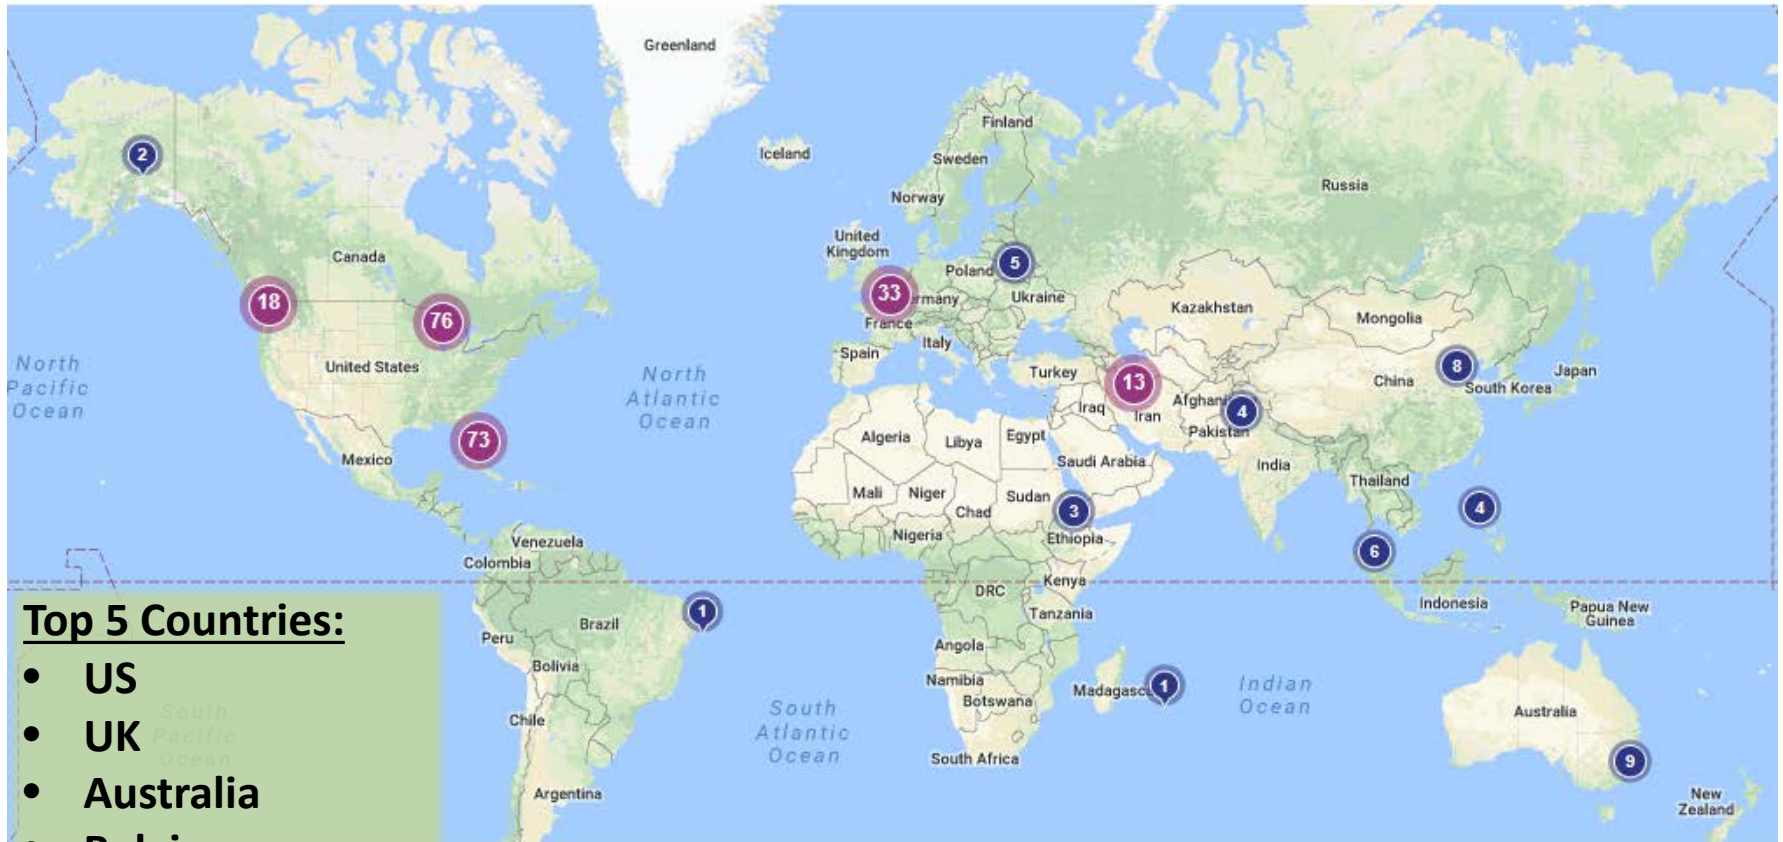 Greenland
Iceland
Finland
Sweden
Norway
Russia
2
United
Kingdom
Canada
5
Poland
33
Ukraine
Kazakhstan
18
76
France
Mongolia
Italy
Spain
United States
North
Pacific
Ocean
North
Atlantic
Ocean
Turkey
13
8
Japan
China
South Korea
4
Iraq
Iran
Pakistan
73
Algeria
Libya
Egypt
Mexico
Saudi Arabia
India
Thailand
Mali
Niger
Sudan
Chad
3
4
Nigeria
Ethiopia
Venezuela
6
Colombia
DRC
Kenya
1
Tanzania
Indonesia
Papua New
Guinea
Brazil
Peru
Angola
Bolivia
Namibia
Botswana
1
Indian
Ocean
Chile
South
Atlantic
Ocean
Australia
South Africa
9
Argentina
New
Zealand
South
Pacific
Ocean
Top 5 Countries:
• US
• UK
• Australia